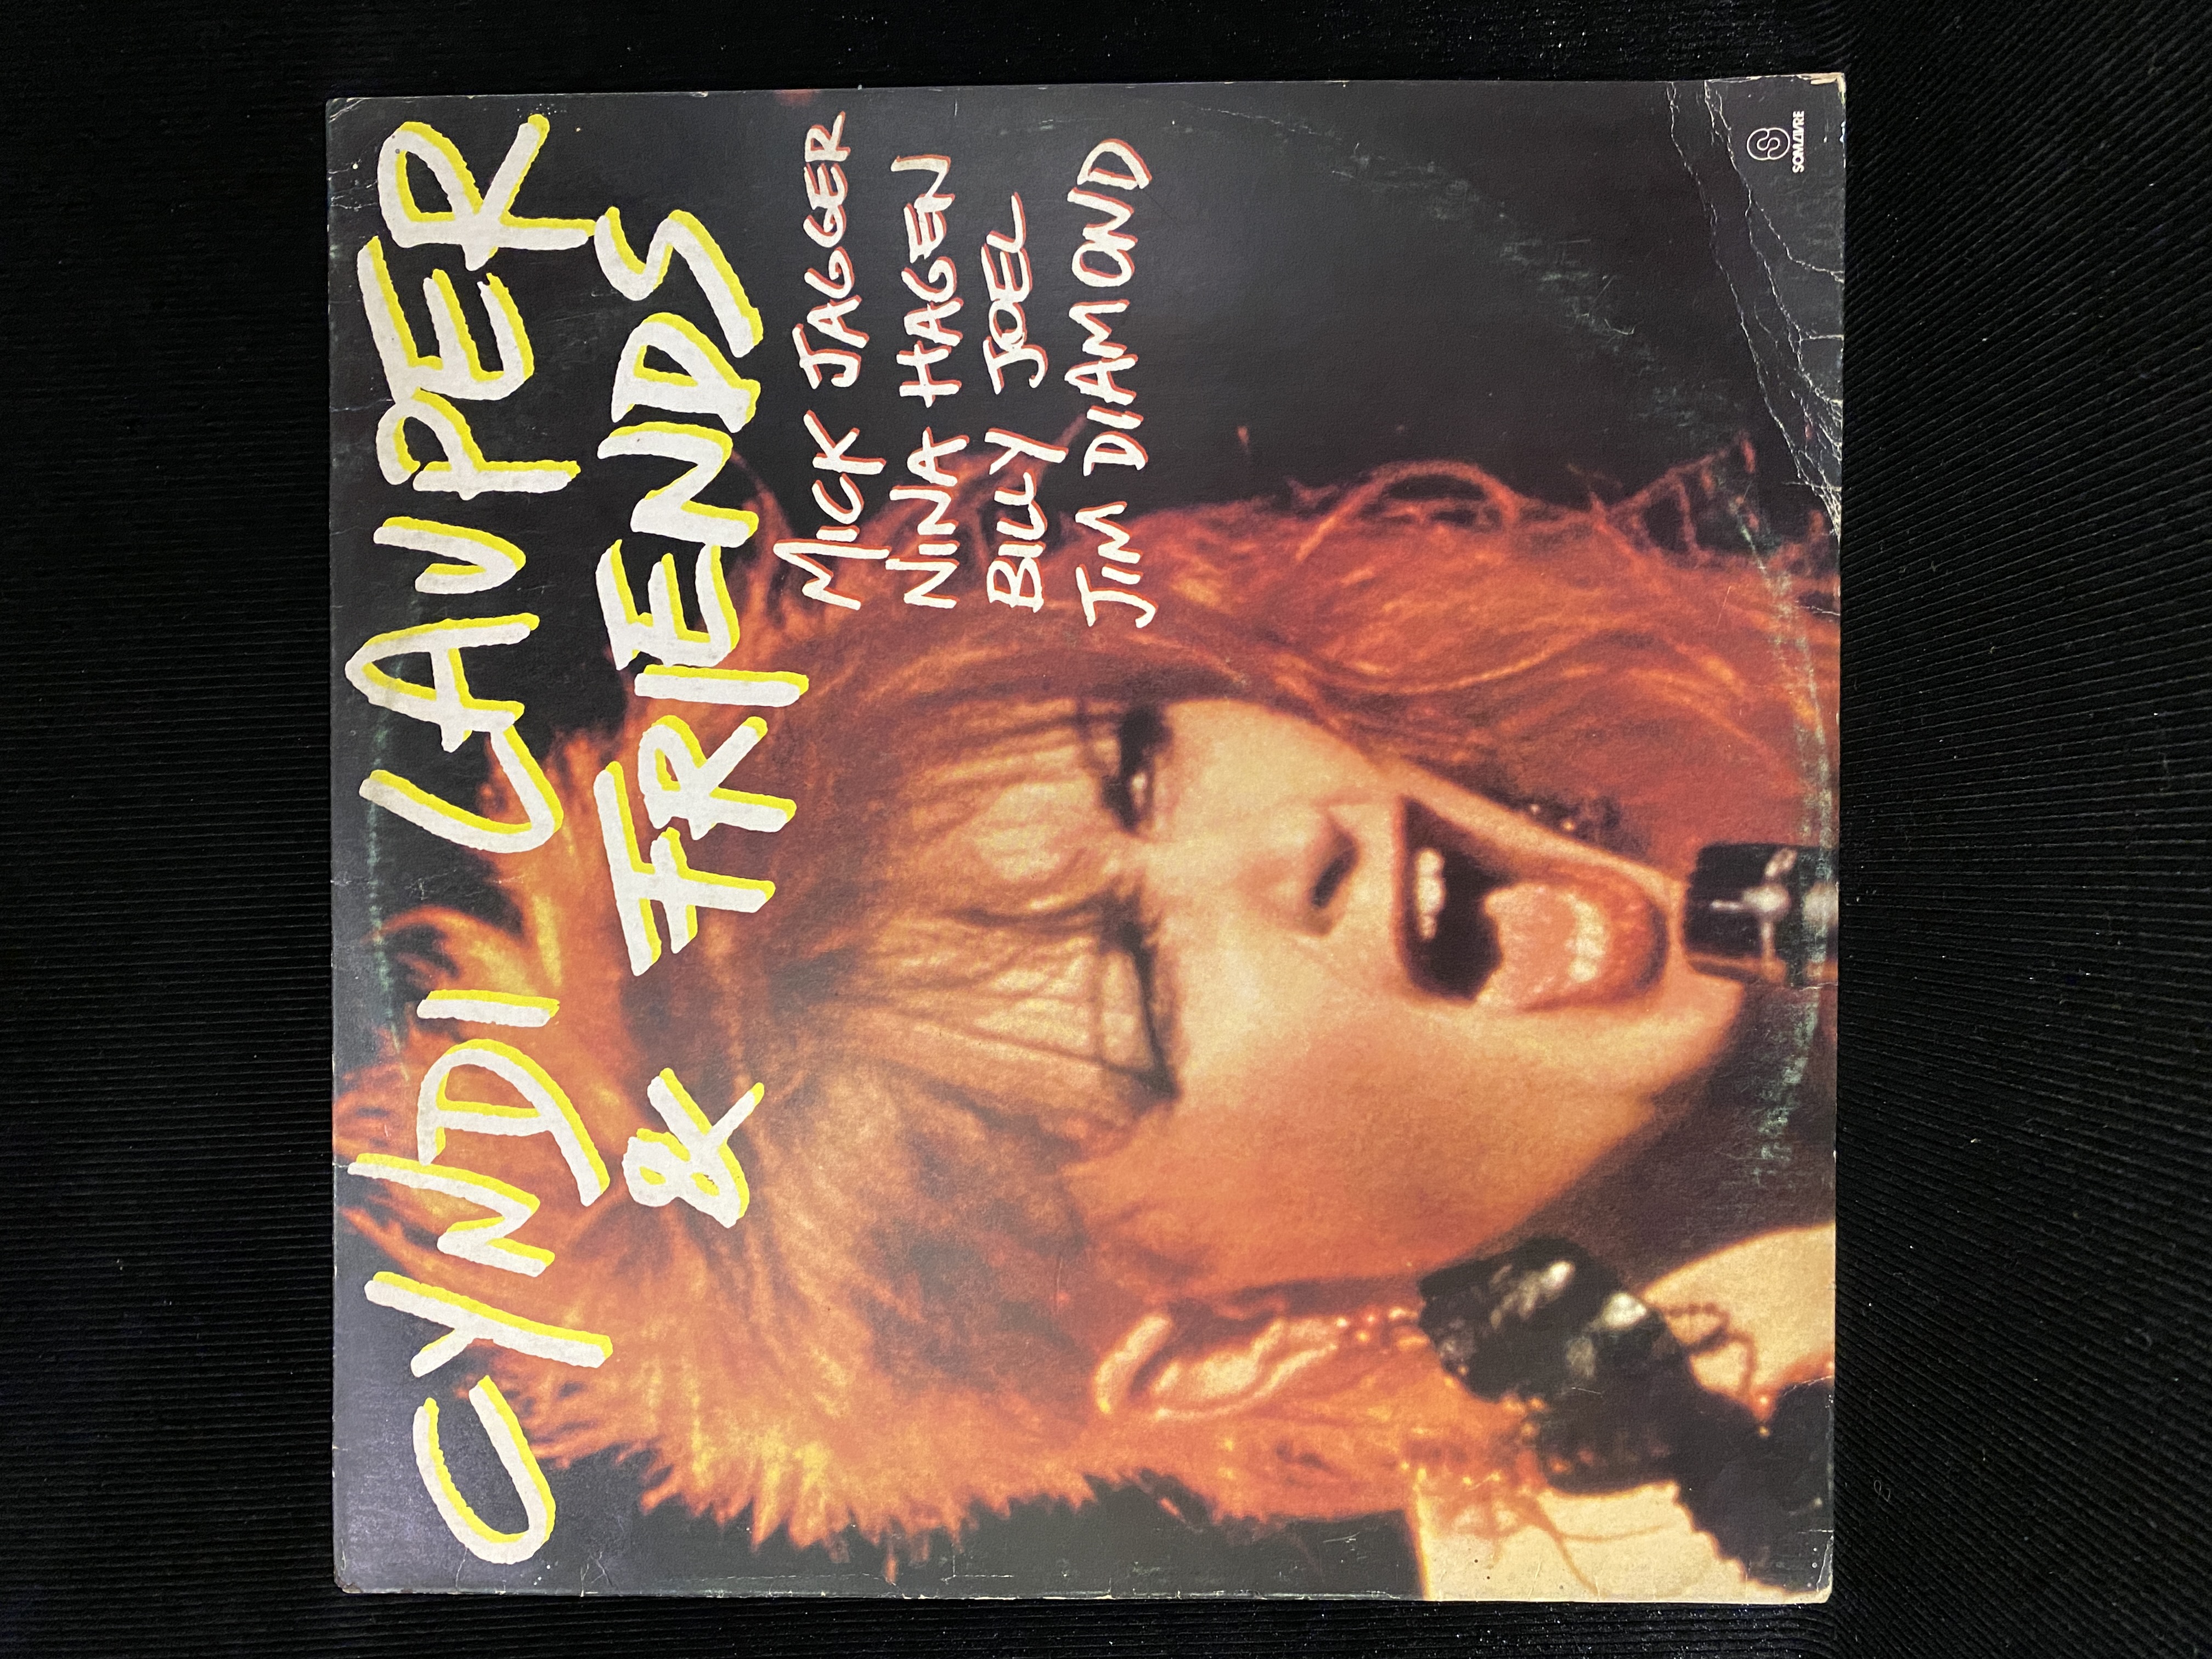 CYNDI LAUPER
& FRIENDS
MICK JAGGER
NINA HAGEN
BILLY JOEL
JIM DIAMOND
SOM LIVRE